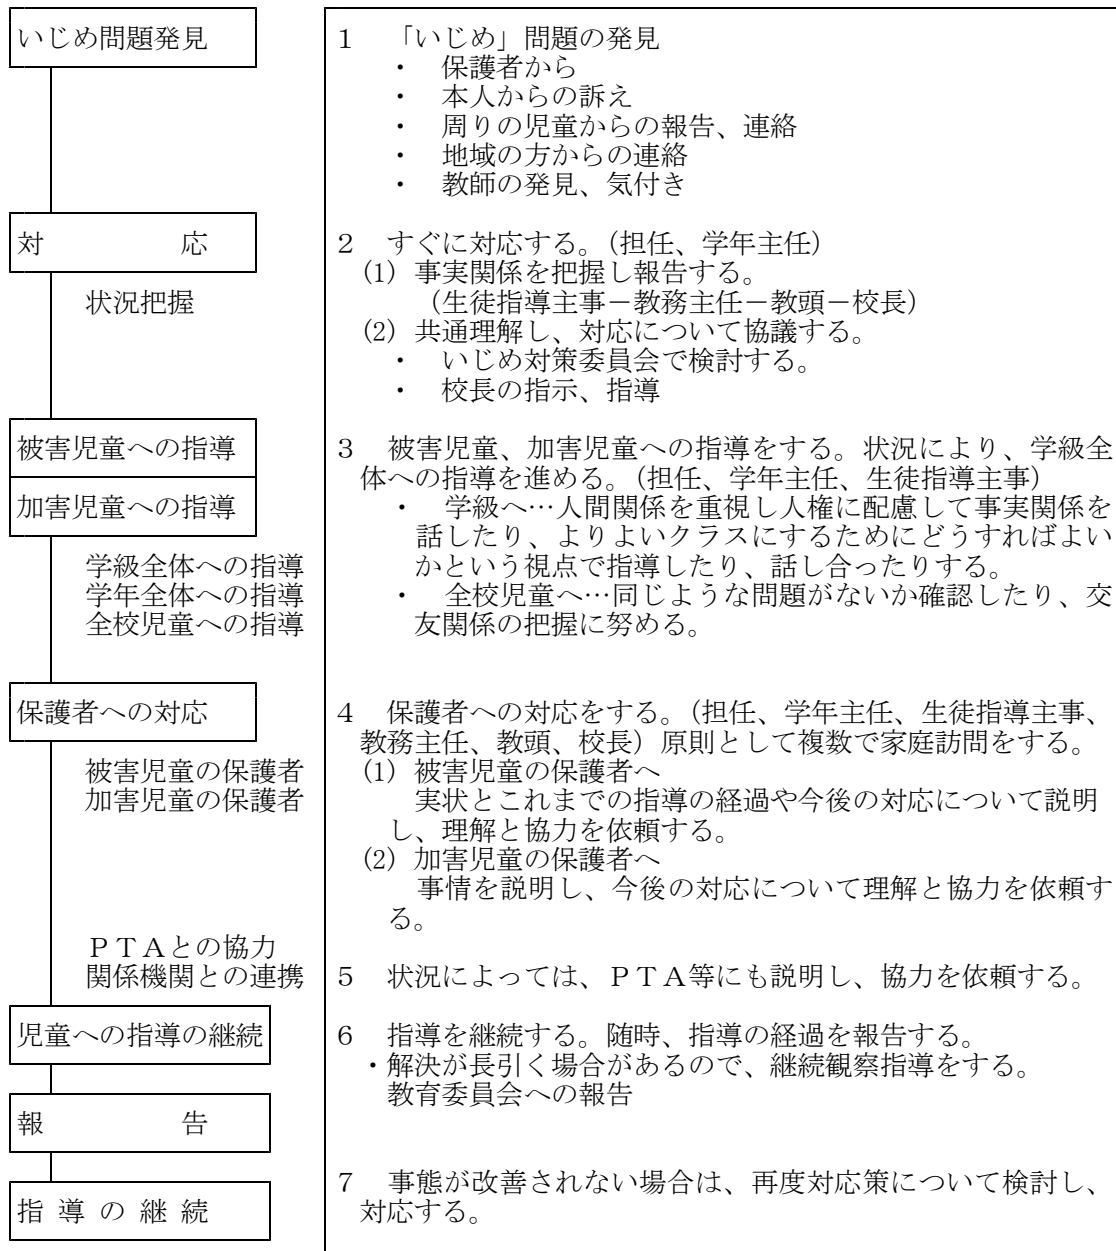 いじめ問題発見
1 「いじめ」問題の発見
・ 保護者から
・ 本人からの訴え
・ 周りの児童からの報告、連絡
・ 地域の方からの連絡
・ 教師の発見、気付き
対 応
状況把握
2 すぐに対応する。(担任、学年主任)
(1) 事実関係を把握し報告する。
(生徒指導主事-教務主任-教頭-校長)
(2) 共通理解し、対応について協議する。
・ いじめ対策委員会で検討する。
・ 校長の指示、指導
被害児童への指導
加害児童への指導
学級全体への指導
学年全体への指導
全校児童への指導
3 被害児童、加害児童への指導をする。状況により、学級全
体への指導を進める。(担任、学年主任、生徒指導主事)
・ 学級へ…人間関係を重視し人権に配慮して事実関係を
話したり、よりよいクラスにするためにどうすればよい
かという視点で指導したり、話し合ったりする。
・ 全校児童へ…同じような問題がないか確認したり、交
友関係の把握に努める。
保護者への対応
被害児童の保護者
加害児童の保護者
4 保護者への対応をする。(担任、学年主任、生徒指導主事、
教務主任、教頭、校長)原則として複数で家庭訪問をする。
(1) 被害児童の保護者へ
実状とこれまでの指導の経過や今後の対応について説明
し、理解と協力を依頼する。
(2) 加害児童の保護者へ
事情を説明し、今後の対応について理解と協力を依頼す
る。
PTAとの協力
関係機関との連携
5 状況によっては、PTA等にも説明し、協力を依頼する。
児童への指導の継続
6 指導を継続する。随時、指導の経過を報告する。
・解決が長引く場合があるので、継続観察指導をする。
教育委員会への報告
報 告
7 事態が改善されない場合は、再度対応策について検討し、
対応する。
指 導 の 継 続